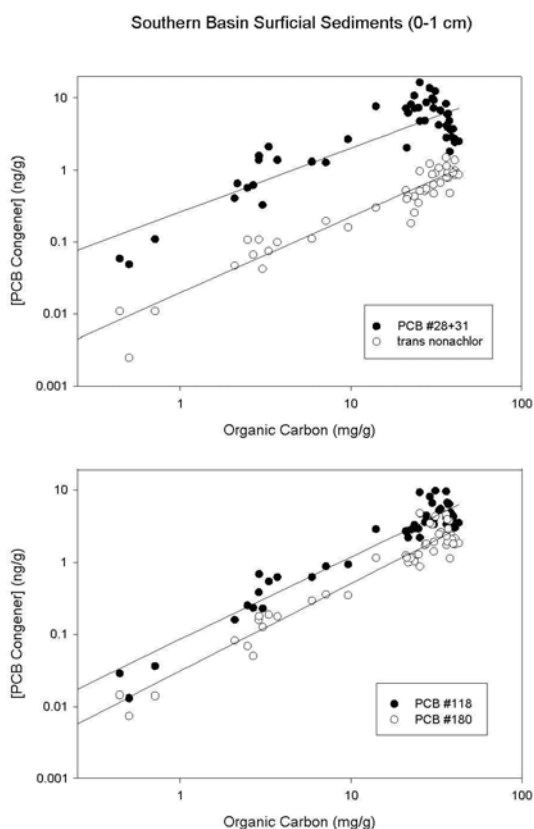 Southern Basin Surficial Sediments (0-1 cm)
[PCB Congener] (ng/g)
10
1
0.1
0.01
0.001
PCB #28+31
trans nonachlor
1
10
100
Organic Carbon (mg/g)
[PCB Congener] (ng/g)
10
1
0.1
0.01
0.001
PCB #118
PCB #180
1
10
100
Organic Carbon (mg/g)